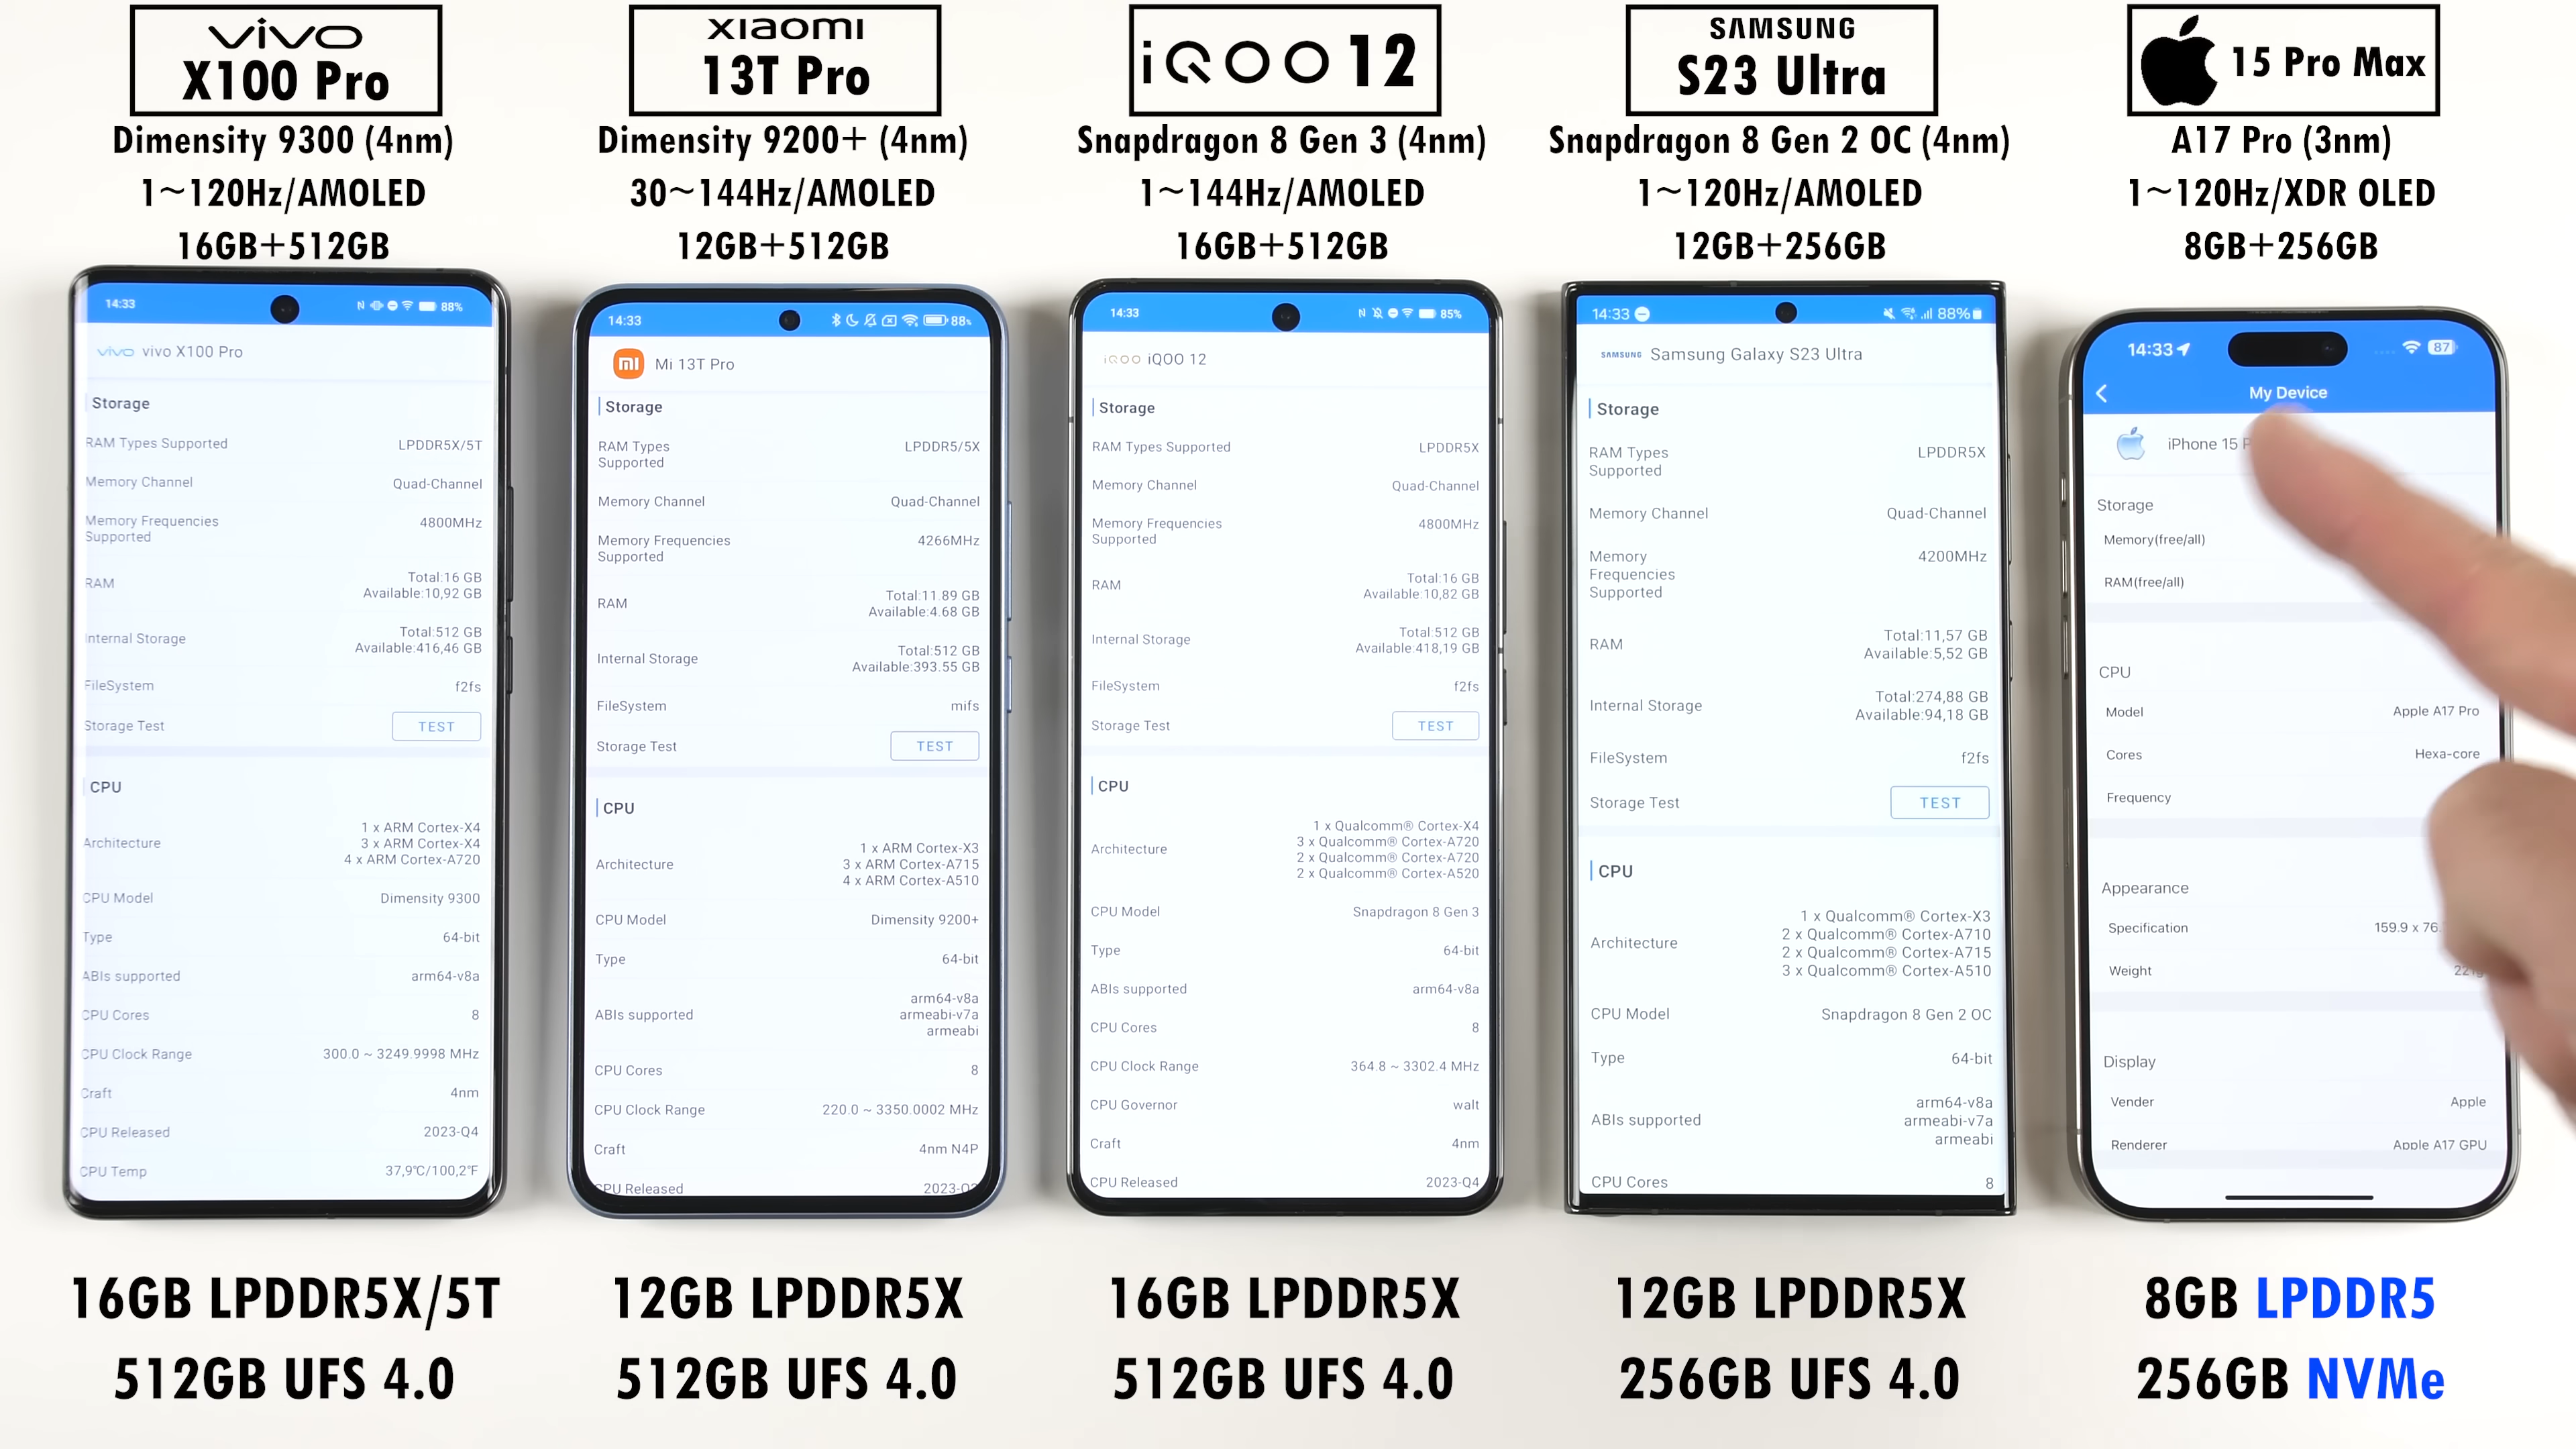 vivo
X100 Pro
Dimensity 9300 (4nm)
1~120Hz/AMOLED
16GB+512GB
xiaomi
13T Pro
Dimensity 9200+ (4nm)
30~144Hz/AMOLED
12GB+512GB
iQOO 12
Snapdragon 8 Gen 3 (4nm)
1~144Hz/AMOLED
16GB+512GB
SAMSUNG
S23 Ultra
Snapdragon 8 Gen 2 OC (4nm)
1~120Hz/AMOLED
12GB+256GB
15 Pro Max
A17 Pro (3nm)
1~120Hz/XDR OLED
8GB+256GB
14:33 N 88%
vivo vivo X100 Pro
Storage
RAM Types Supported LPDDR5X/5T
Memory Channel Quad-Channel
Memory Frequencies Supported 4800MHz
RAM Total:16 GB
Available:10,92 GB
Internal Storage Total:512 GB
Available:416,46 GB
FileSystem f2fs
Storage Test TEST
CPU
Architecture 1 x ARM Cortex-X4
3 x ARM Cortex-X4
4 x ARM Cortex-A720
CPU Model Dimensity 9300
Type 64-bit
ABIs supported arm64-v8a
CPU Cores 8
CPU Clock Range 300.0 ~ 3249.9998 MHz
Craft 4nm
CPU Released 2023-Q4
CPU Temp 37,9°C/100,2°F
14:33 88%
mi Mi 13T Pro
Storage
RAM Types Supported LPDDR5/5X
Memory Channel Quad-Channel
Memory Frequencies Supported 4266MHz
RAM Total:11.89 GB
Available:4.68 GB
Internal Storage Total:512 GB
Available:393.55 GB
FileSystem mifs
Storage Test TEST
CPU
Architecture 1 x ARM Cortex-X3
3 x ARM Cortex-A715
4 x ARM Cortex-A510
CPU Model Dimensity 9200+
Type 64-bit
ABIs supported arm64-v8a
armeabi-v7a
armeabi
CPU Cores 8
CPU Clock Range 220.0 ~ 3350.0002 MHz
Craft 4nm N4P
CPU Released
14:33 N 85%
iQOO iQOO 12
Storage
RAM Types Supported LPDDR5X
Memory Channel Quad-Channel
Memory Frequencies Supported 4800MHz
RAM Total:16 GB
Available:10,82 GB
Internal Storage Total:512 GB
Available:418,19 GB
FileSystem f2fs
Storage Test TEST
CPU
Architecture 1 x Qualcomm® Cortex-X4
3 x Qualcomm® Cortex-A720
2 x Qualcomm® Cortex-A720
2 x Qualcomm® Cortex-A520
CPU Model Snapdragon 8 Gen 3
Type 64-bit
ABIs supported arm64-v8a
CPU Cores 8
CPU Clock Range 364.8 ~ 3302.4 MHz
CPU Governor walt
Craft 4nm
CPU Released 2023-Q4
14:33 88%
SAMSUNG Samsung Galaxy S23 Ultra
Storage
RAM Types Supported LPDDR5X
Memory Channel Quad-Channel
Memory Frequencies Supported 4200MHz
RAM Total:11,57 GB
Available:5,52 GB
Internal Storage Total:274,88 GB
Available:94,18 GB
FileSystem f2fs
Storage Test TEST
CPU
Architecture 1 x Qualcomm® Cortex-X3
2 x Qualcomm® Cortex-A710
2 x Qualcomm® Cortex-A715
3 x Qualcomm® Cortex-A510
CPU Model Snapdragon 8 Gen 2 OC
Type 64-bit
ABIs supported arm64-v8a
armeabi-v7a
armeabi
CPU Cores 8
14:33 87
My Device
iPhone 15
Storage
Memory(free/all)
RAM(free/all)
CPU
Model Apple A17 Pro
Cores Hexa-core
Frequency
Appearance
Specification 159.9 x 76.
Weight
Display
Vender Apple
Renderer Apple A17 GPU
16GB LPDDR5X/5T
512GB UFS 4.0
12GB LPDDR5X
512GB UFS 4.0
16GB LPDDR5X
512GB UFS 4.0
12GB LPDDR5X
256GB UFS 4.0
8GB LPDDR5
256GB NVMe